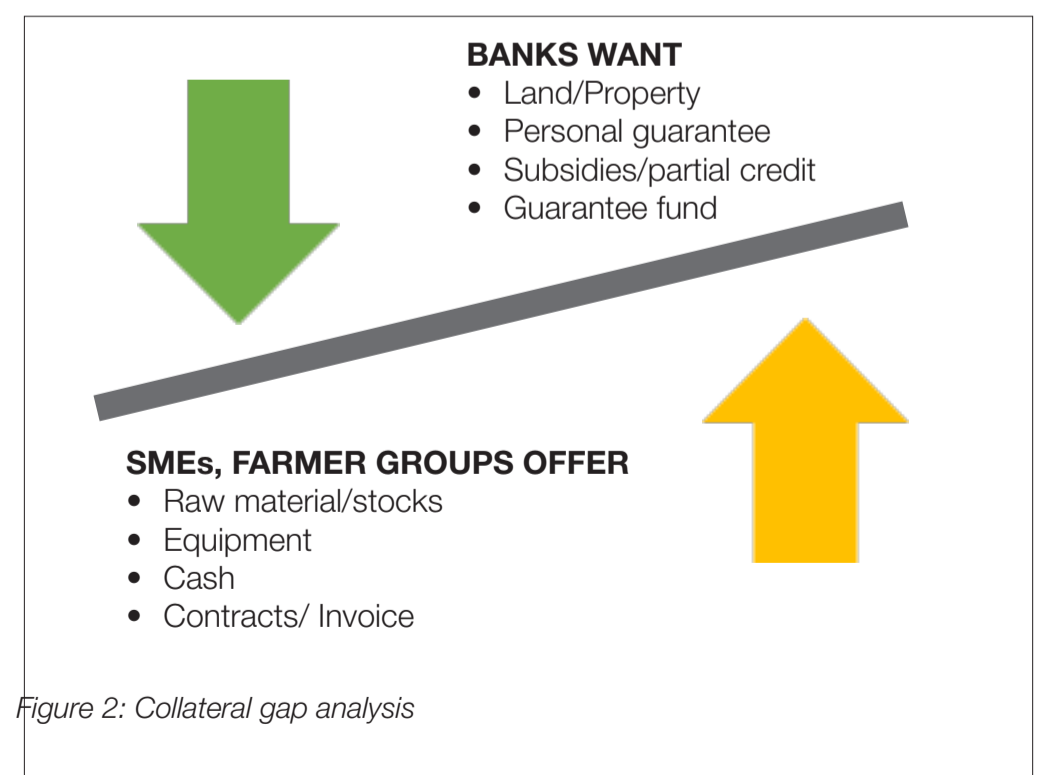 BANKS WANT
• Land/Property
• Personal guarantee
• Subsidies/partial credit
• Guarantee fund
SMEs, FARMER GROUPS OFFER
• Raw material/stocks
• Equipment
• Cash
• Contracts/ Invoice
Figure 2: Collateral gap analysis